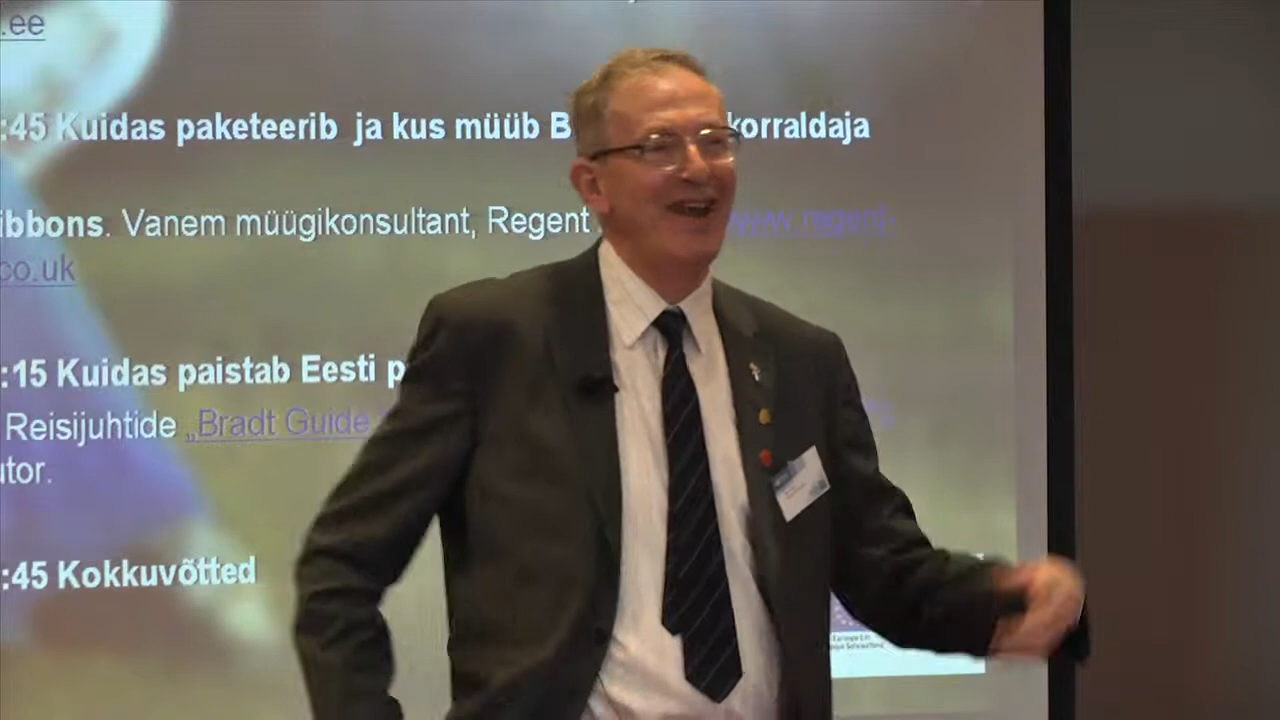 .ee
:45 Kuidas paketeerib ja kus müüb B korraldaja
ibbons. Vanem müügikonsultant, Regent www.regent-
co.uk
:15 Kuidas paistab Eesti p
Reisijuhtide „Bradt Guide
utor.
:45 Kokkuvõtted